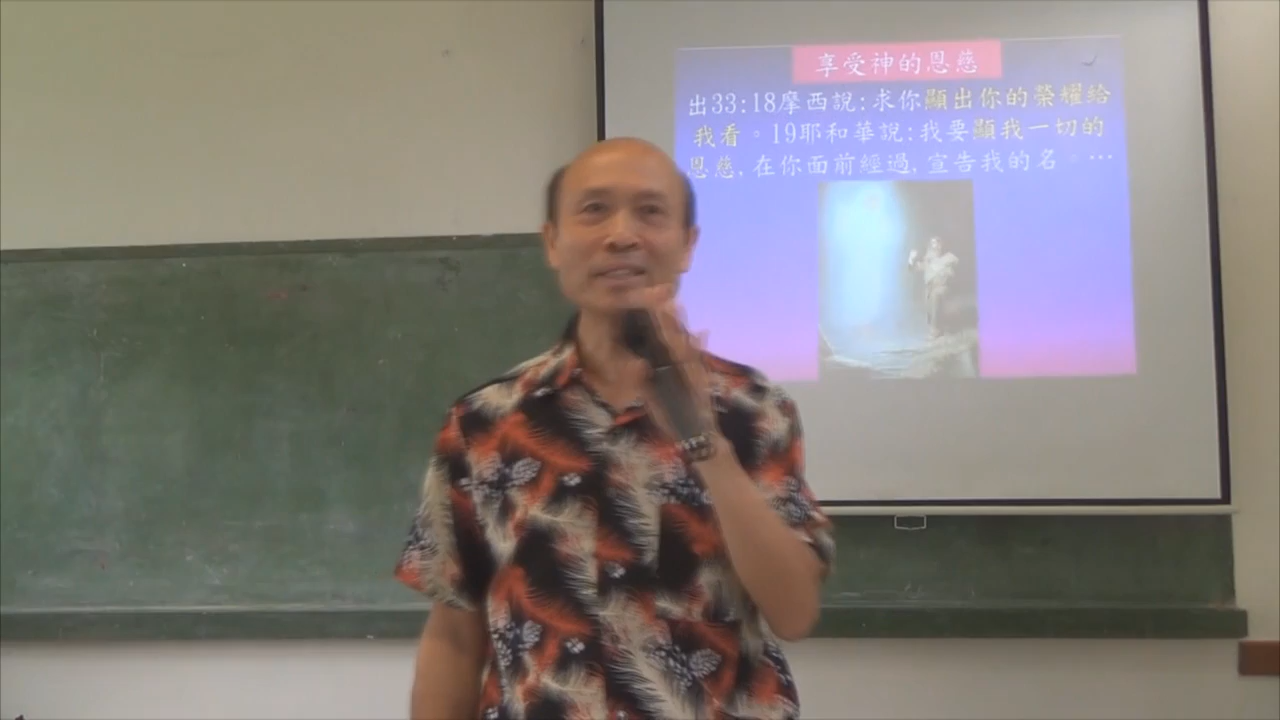 享受神的恩慈
出33:18摩西說:求你顯出你的榮耀給
我看。19耶和華說:我要顯我一切的
恩慈,在你面前經過,宣告我的名。…